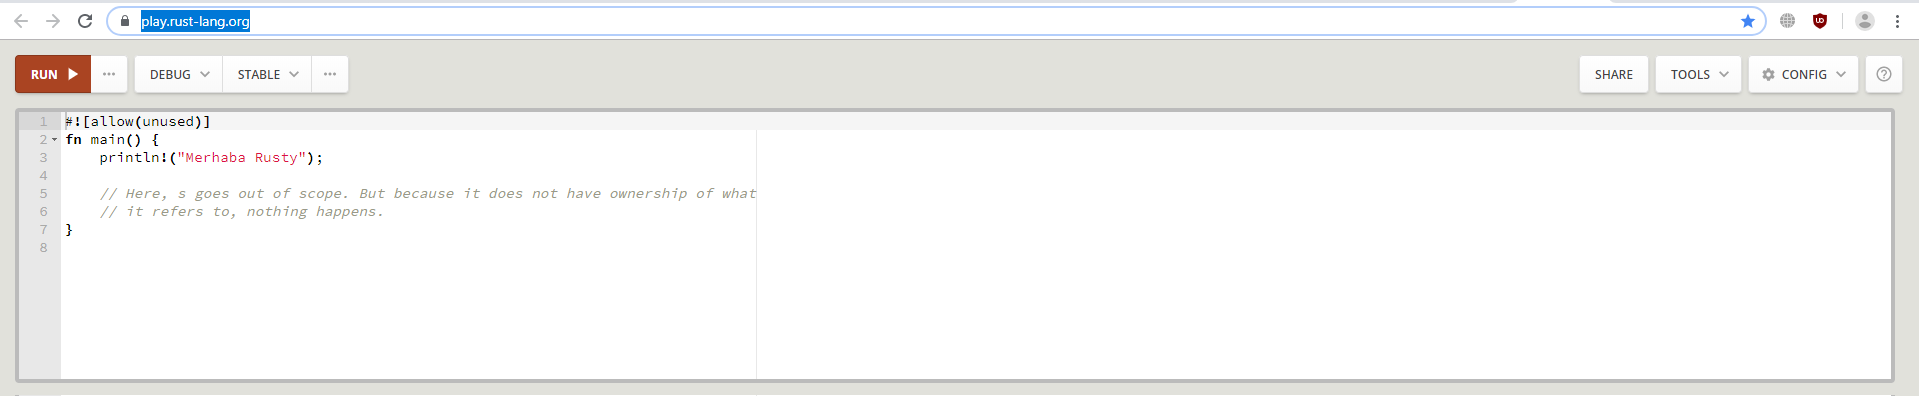 play.rust-lang.org
RUN ··· DEBUG STABLE ··· SHARE TOOLS CONFIG ?
1 #![allow(unused)]
2 fn main() {
3 println!("Merhaba Rusty");
4
5 // Here, s goes out of scope. But because it does not have ownership of what
6 // it refers to, nothing happens.
7 }
8